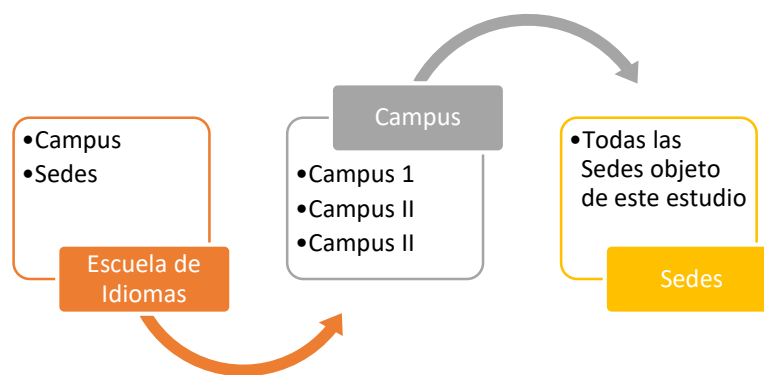 •Campus
•Sedes
Escuela de
Idiomas
Campus
•Campus 1
•Campus II
•Campus II
•Todas las
Sedes objeto
de este estudio
Sedes